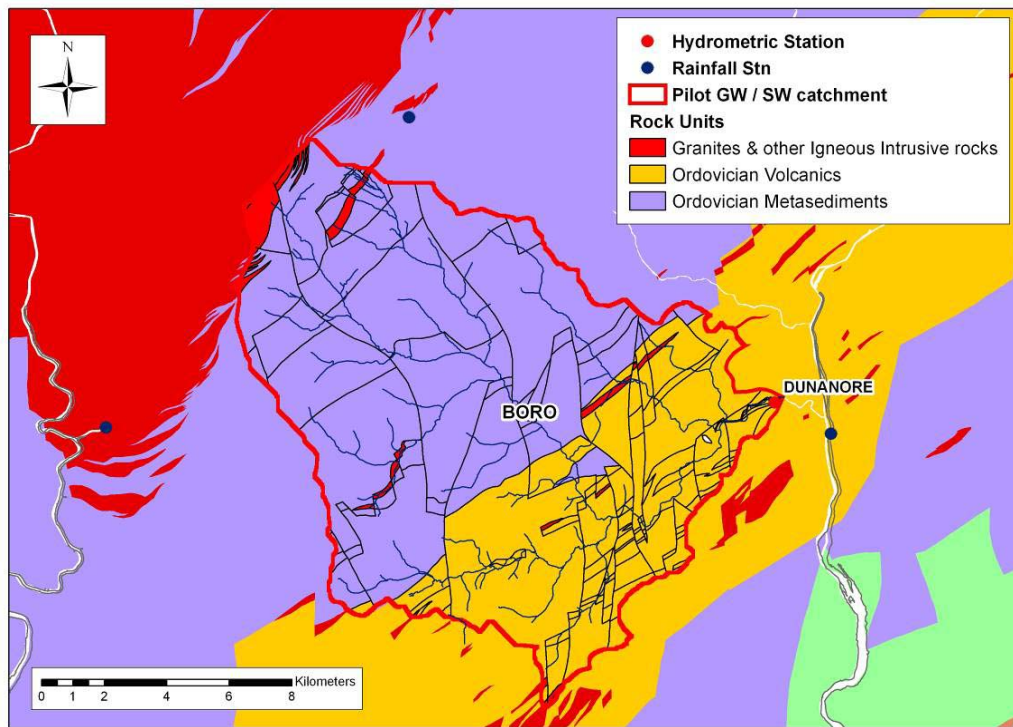 N
Hydrometric Station
Rainfall Stn
Pilot GW / SW catchment
Rock Units
Granites & other Igneous Intrusive rocks
Ordovician Volcanics
Ordovician Metasediments
DUNANORE
BORO
Kilometers
0 1 2 4 6 8